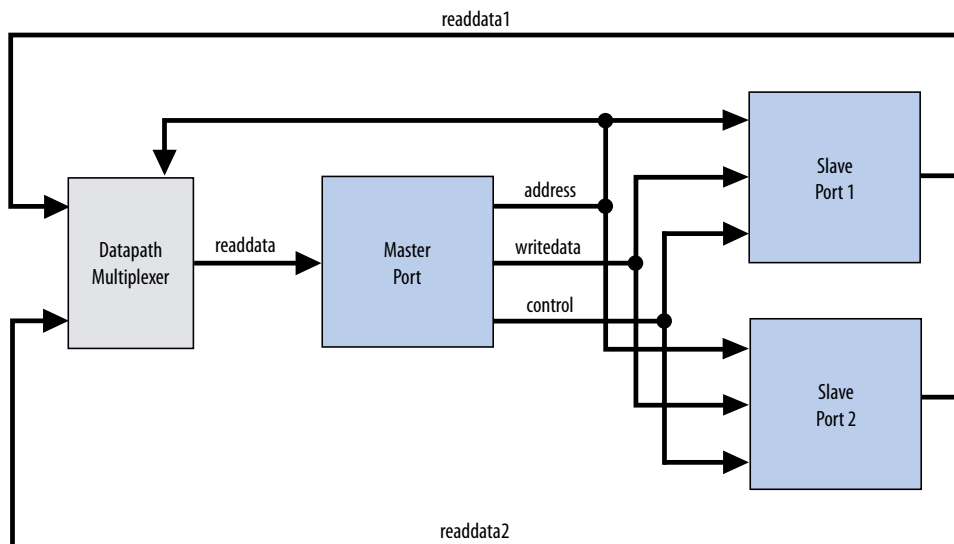 readdata1
Slave
Port 1
address
Datapath
Multiplexer
readdata
Master
Port
writedata
control
Slave
Port 2
readdata2